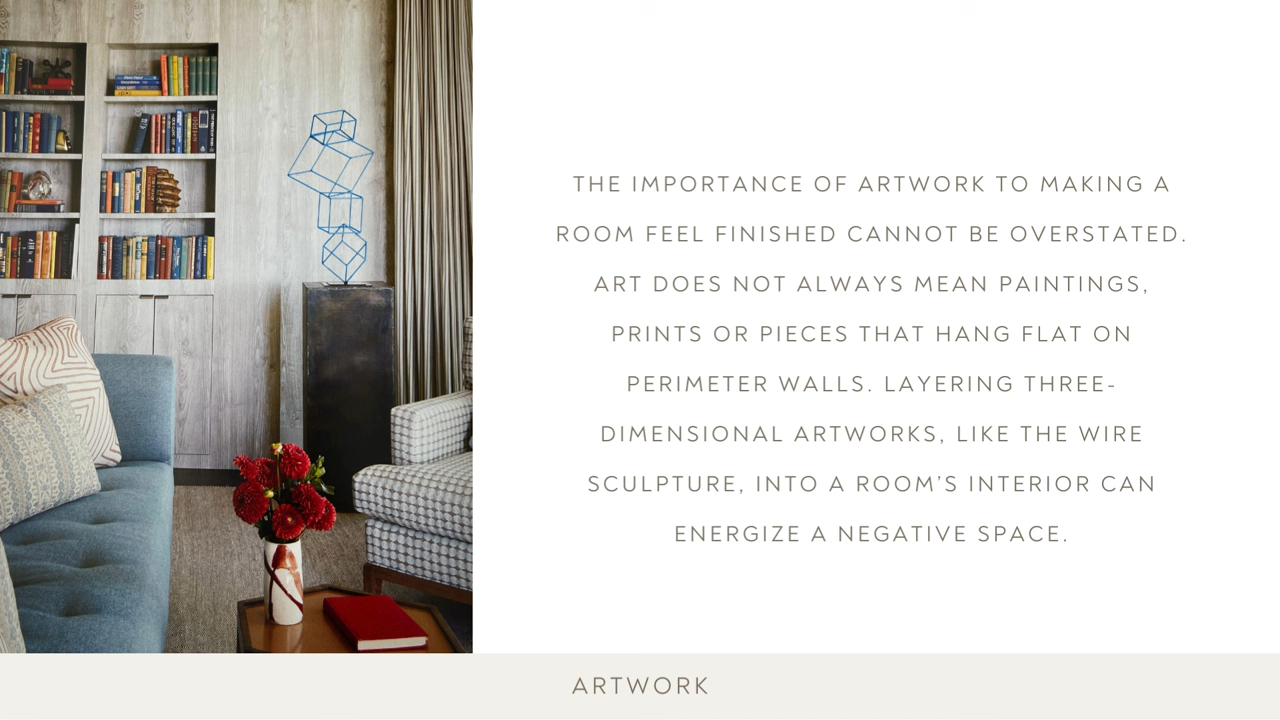 THE IMPORTANCE OF ARTWORK TO MAKING A
ROOM FEEL FINISHED CANNOT BE OVERSTATED.
ART DOES NOT ALWAYS MEAN PAINTINGS,
PRINTS OR PIECES THAT HANG FLAT ON
PERIMETER WALLS. LAYERING THREE-
DIMENSIONAL ARTWORKS, LIKE THE WIRE
SCULPTURE, INTO A ROOM’S INTERIOR CAN
ENERGIZE A NEGATIVE SPACE.
ARTWORK